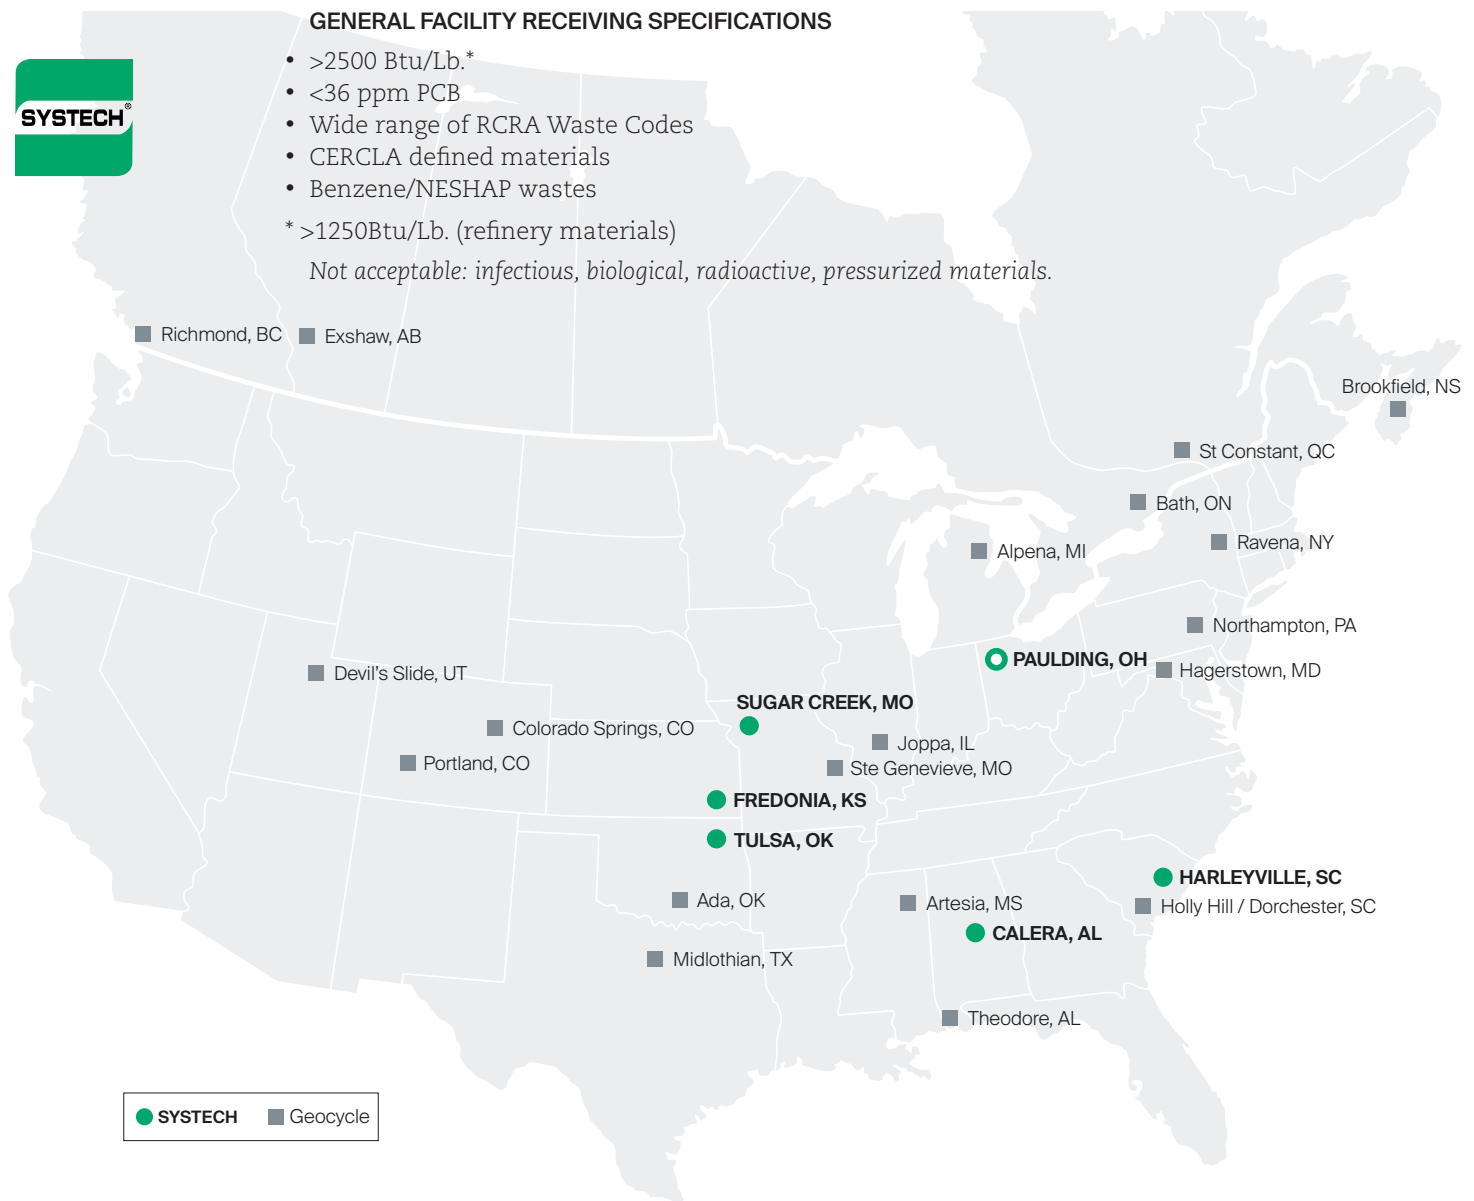 GENERAL FACILITY RECEIVING SPECIFICATIONS
• >2500 Btu/Lb.*
• <36 ppm PCB
• Wide range of RCRA Waste Codes
• CERCLA defined materials
• Benzene/NESHAP wastes
* >1250Btu/Lb. (refinery materials)
Not acceptable: infectious, biological, radioactive, pressurized materials.
SYSTECH®
Richmond, BC
Exshaw, AB
Brookfield, NS
St Constant, QC
Bath, ON
Ravena, NY
Alpena, MI
Northampton, PA
PAULDING, OH
Hagerstown, MD
Devil's Slide, UT
SUGAR CREEK, MO
Colorado Springs, CO
Joppa, IL
Portland, CO
Ste Genevieve, MO
FREDONIA, KS
TULSA, OK
HARLEYVILLE, SC
Ada, OK
Artesia, MS
Holly Hill / Dorchester, SC
CALERA, AL
Midlothian, TX
Theodore, AL
SYSTECH
Geocycle